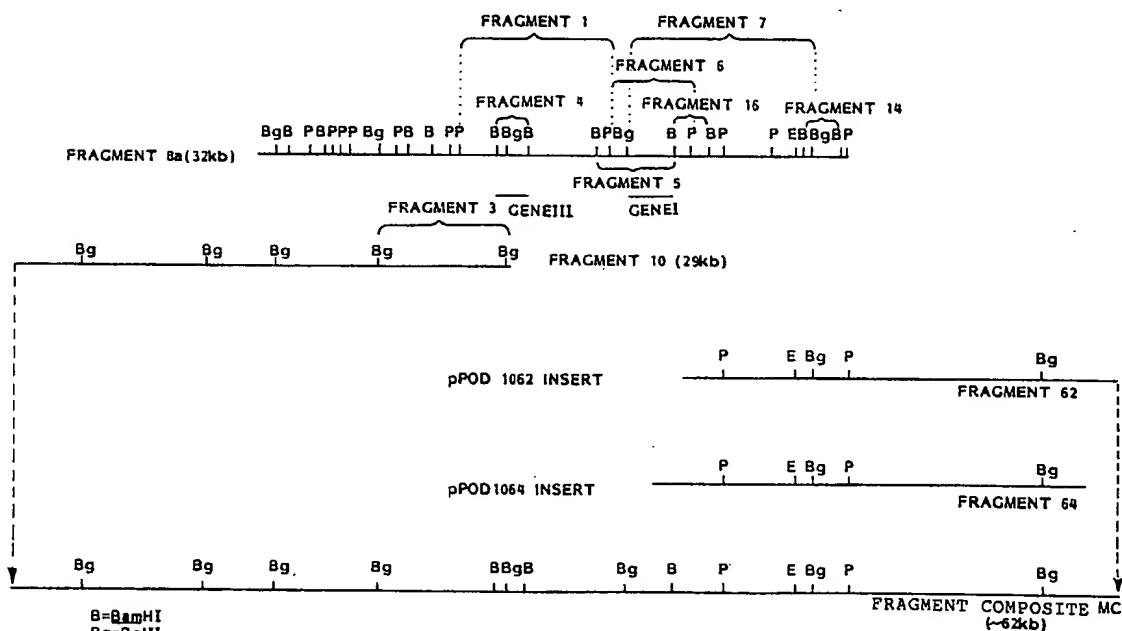 FRAGMENT 1 FRAGMENT 7
FRAGMENT 6
FRAGMENT 4 FRAGMENT 16 FRAGMENT 14
BgB PBPPP Bg PB B PP BBgB BPBg B P BP P EBBgBP
FRAGMENT 8a (32kb)
FRAGMENT 5
FRAGMENT 3 GENEIII GENEI
Bg Bg Bg Bg Bg
FRAGMENT 10 (29kb)
P E Bg P Bg
pPOD 1062 INSERT
FRAGMENT 62
P E Bg P Bg
pPOD1064 INSERT
FRAGMENT 64
Bg Bg Bg Bg BBgB Bg B P E Bg P Bg
FRAGMENT COMPOSITE MC
(~62kb)
B=BamHI